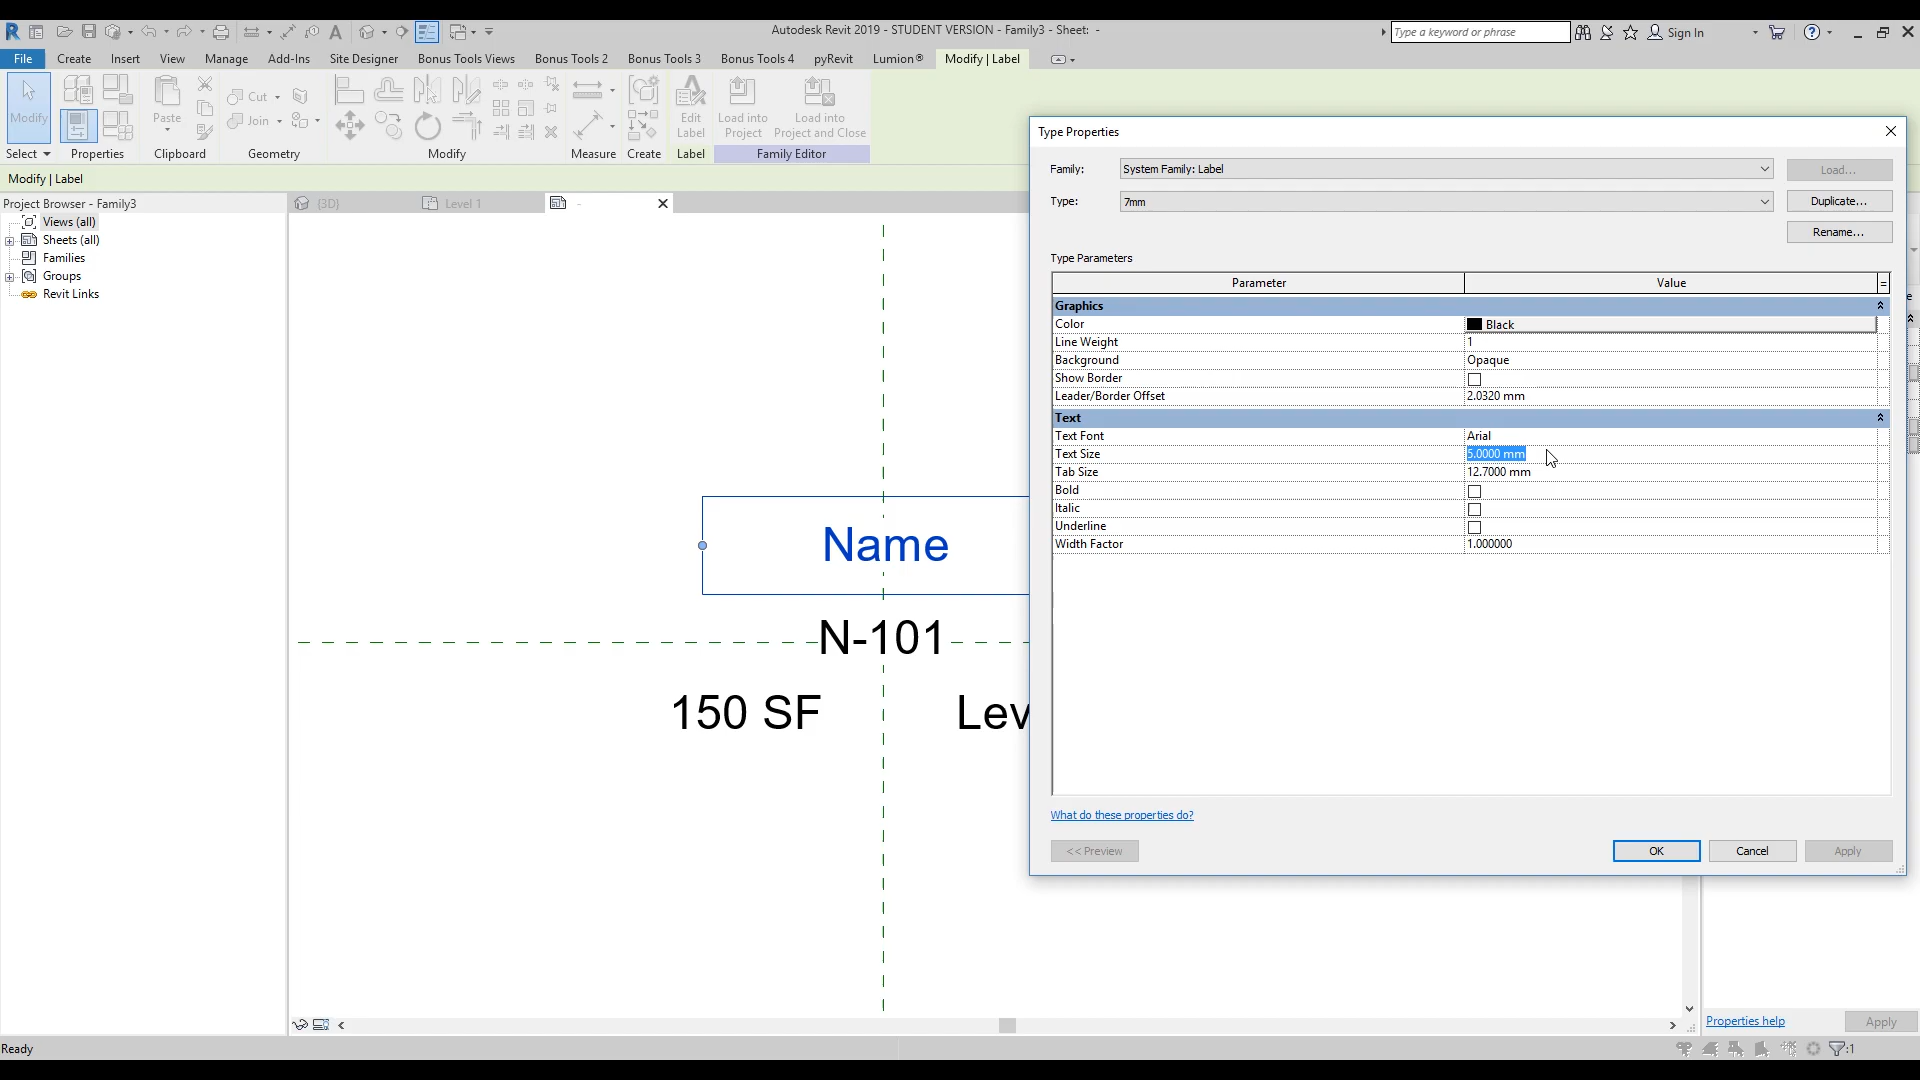 Autodesk Revit 2019 - STUDENT VERSION - Family3 - Sheet: -
Type a keyword or phrase
Sign In
File Create Insert View Manage Add-Ins Site Designer Bonus Tools Views Bonus Tools 2 Bonus Tools 3 Bonus Tools 4 pyRevit Lumion® Modify | Label
Modify
Paste
Cut
Join
Edit
Label
Load into
Project
Load into
Project and Close
Select Properties Clipboard Geometry Modify Measure Create Label Family Editor
Modify | Label
Project Browser - Family3
Views (all)
Sheets (all)
Families
Groups
Revit Links
{3D}
Level 1
-
Name
N-101
150 SF
Lev
Type Properties
Family: System Family: Label Load...
Type: 7mm Duplicate...
Rename...
Type Parameters
Parameter Value =
Graphics
Color Black
Line Weight 1
Background Opaque
Show Border
Leader/Border Offset 2.0320 mm
Text
Text Font Arial
Text Size 5.0000 mm
Tab Size 12.7000 mm
Bold
Italic
Underline
Width Factor 1.000000
What do these properties do?
<< Preview OK Cancel Apply
Properties help Apply
Ready
:1